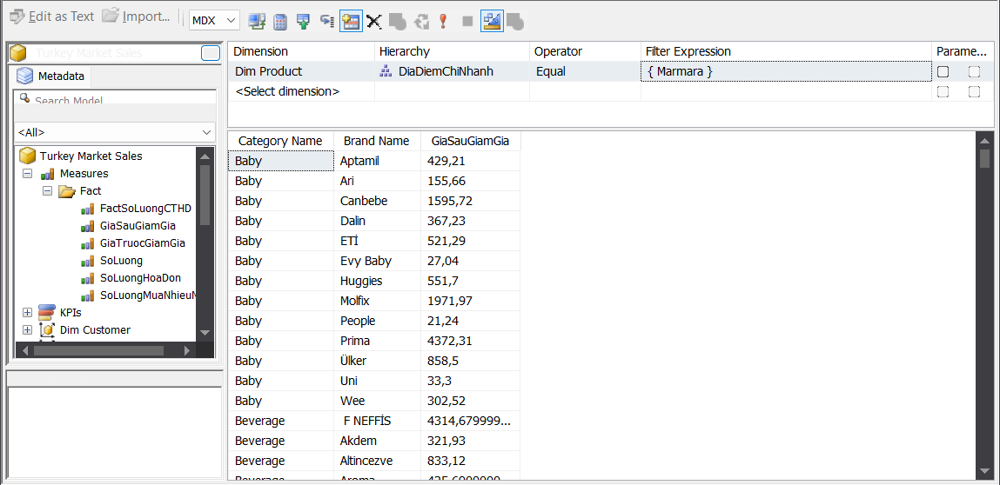 Edit as Text Import... MDX
Turkey Market Sales
Metadata
Search Model
<All>
Turkey Market Sales
Measures
Fact
FactSoLuongCTHD
GiaSauGiamGia
GiaTruocGiamGia
SoLuong
SoLuongHoaDon
SoLuongMuaNhieuN
KPIs
Dim Customer
Dimension Hierarchy Operator Filter Expression Parame...
Dim Product DiaDiemChiNhanh Equal { Marmara }
<Select dimension>
Category Name Brand Name GiaSauGiamGia
Baby Aptamil 429,21
Baby Ari 155,66
Baby Canbebe 1595,72
Baby Dalin 367,23
Baby ETİ 521,29
Baby Evy Baby 27,04
Baby Huggies 551,7
Baby Molfix 1971,97
Baby People 21,24
Baby Prima 4372,31
Baby Ülker 858,5
Baby Uni 33,3
Baby Wee 302,52
Beverage F NEFFİS 4314,679999...
Beverage Akdem 321,93
Beverage Altincezve 833,12
Beverage Aroma